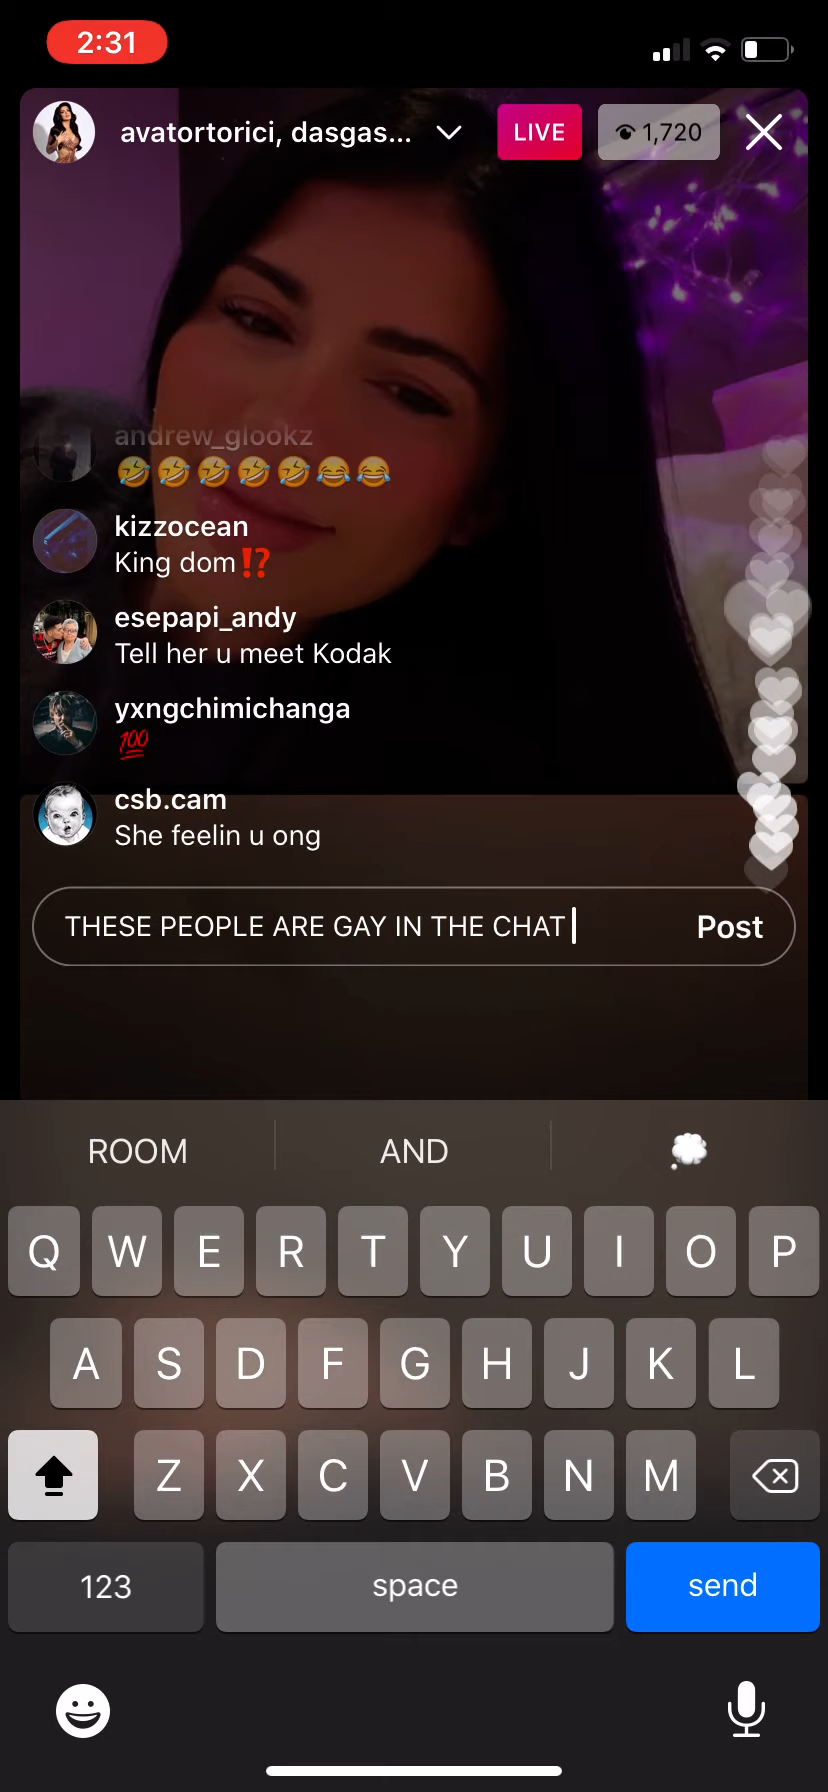 2:31
avatortorici, dasgas...
LIVE
1,720
andrew_glookz
🤣🤣🤣🤣🤣😂😂
kizzocean
King dom⁉️
esepapi_andy
Tell her u meet Kodak
yxngchimichanga
💯
csb.cam
She feelin u ong
THESE PEOPLE ARE GAY IN THE CHAT
Post
ROOM AND 💭
Q W E R T Y U I O P
A S D F G H J K L
Z X C V B N M
123 space send